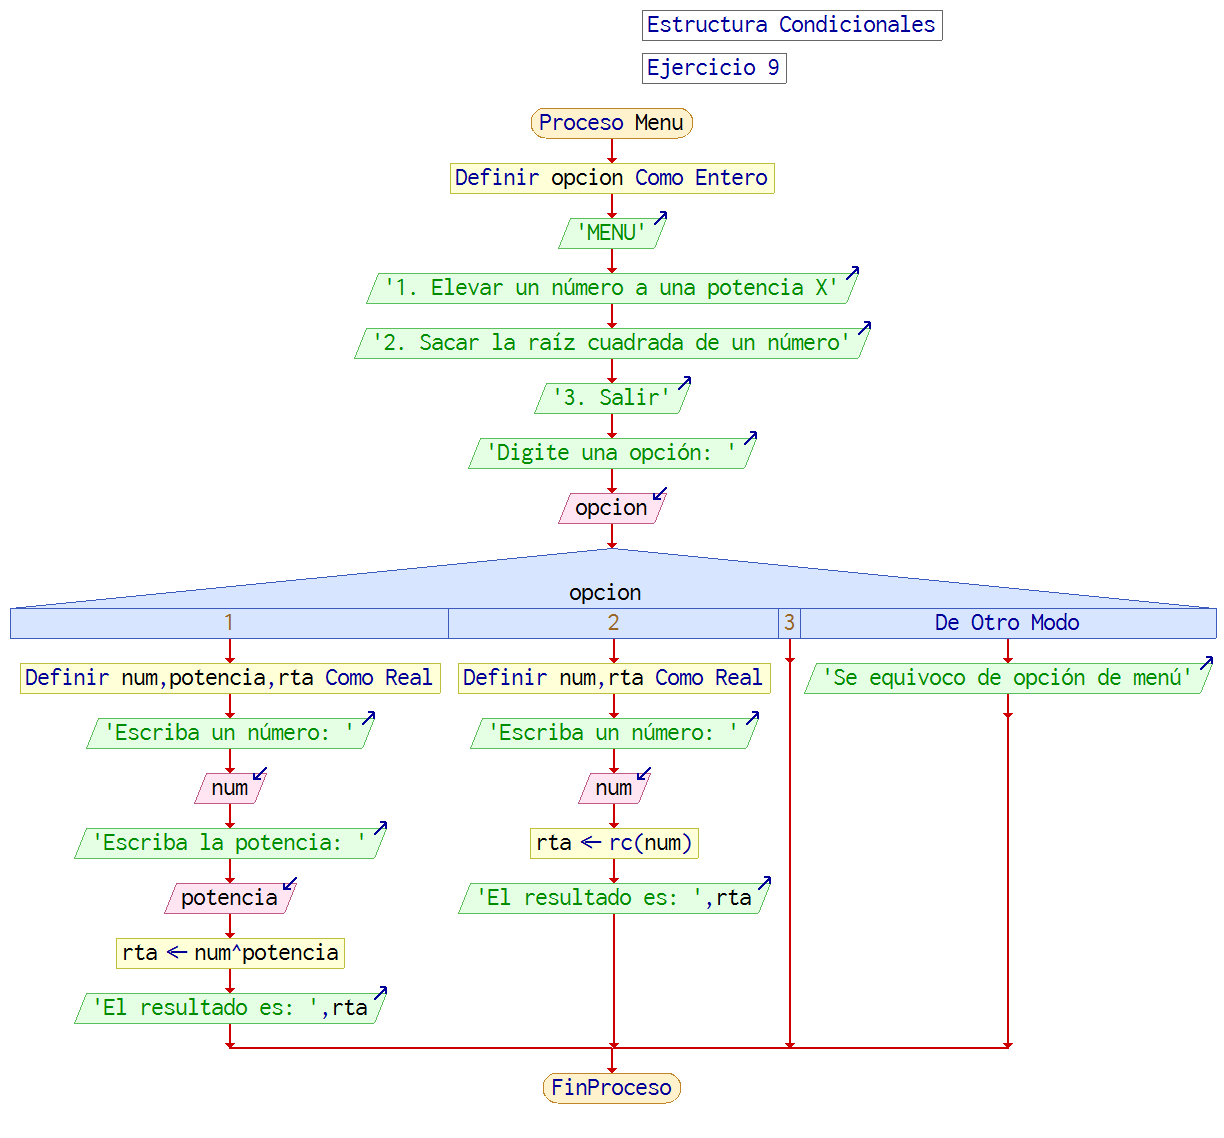 Estructura Condicionales
Ejercicio 9
Proceso Menu
Definir opcion Como Entero
'MENU'
'1. Elevar un número a una potencia X'
'2. Sacar la raíz cuadrada de un número'
'3. Salir'
'Digite una opción: '
opcion
opcion
1
2
3
De Otro Modo
Definir num,potencia,rta Como Real
'Escriba un número: '
num
'Escriba la potencia: '
potencia
rta ← num^potencia
'El resultado es: ',rta
Definir num,rta Como Real
'Escriba un número: '
num
rta ← rc(num)
'El resultado es: ',rta
'Se equivoco de opción de menú'
FinProceso